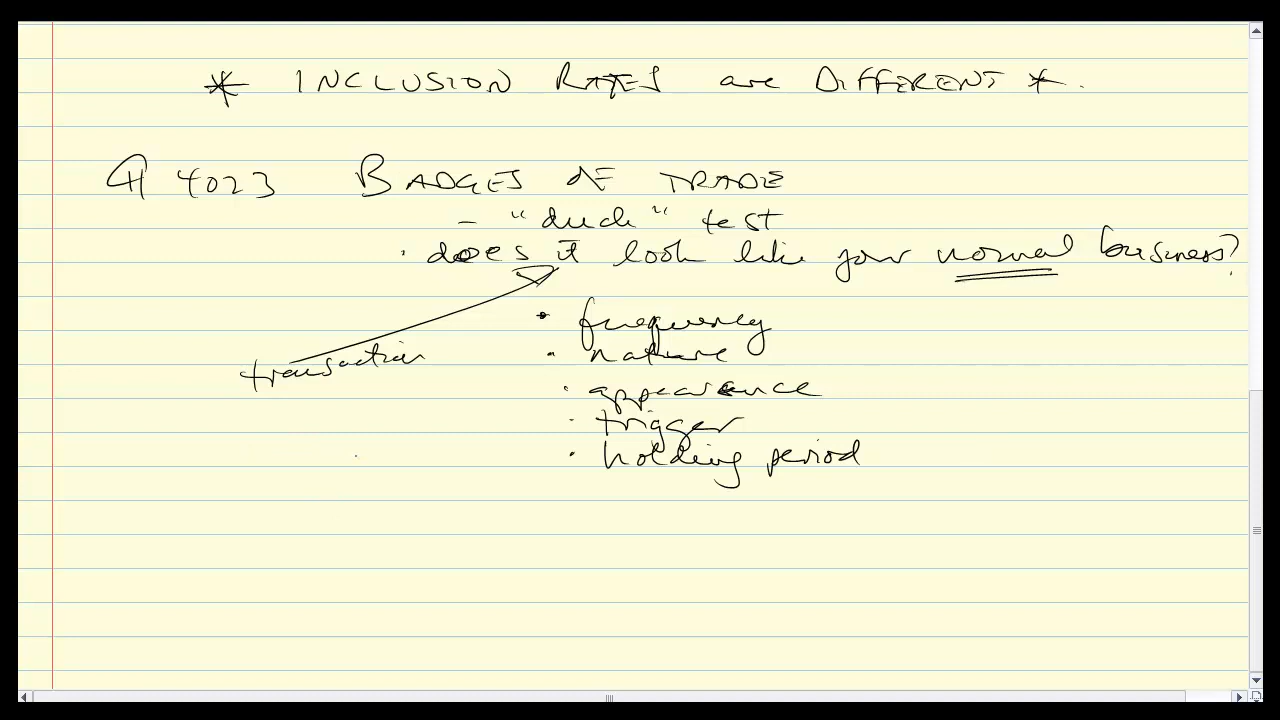 * INCLUSION RATES are DIFFERENT *.
¶ 4023 BADGES OF TRADE
- "duck" test
· does it look like your normal business?
· frequency
· nature
transaction
· appearance
· trigger
· holding period